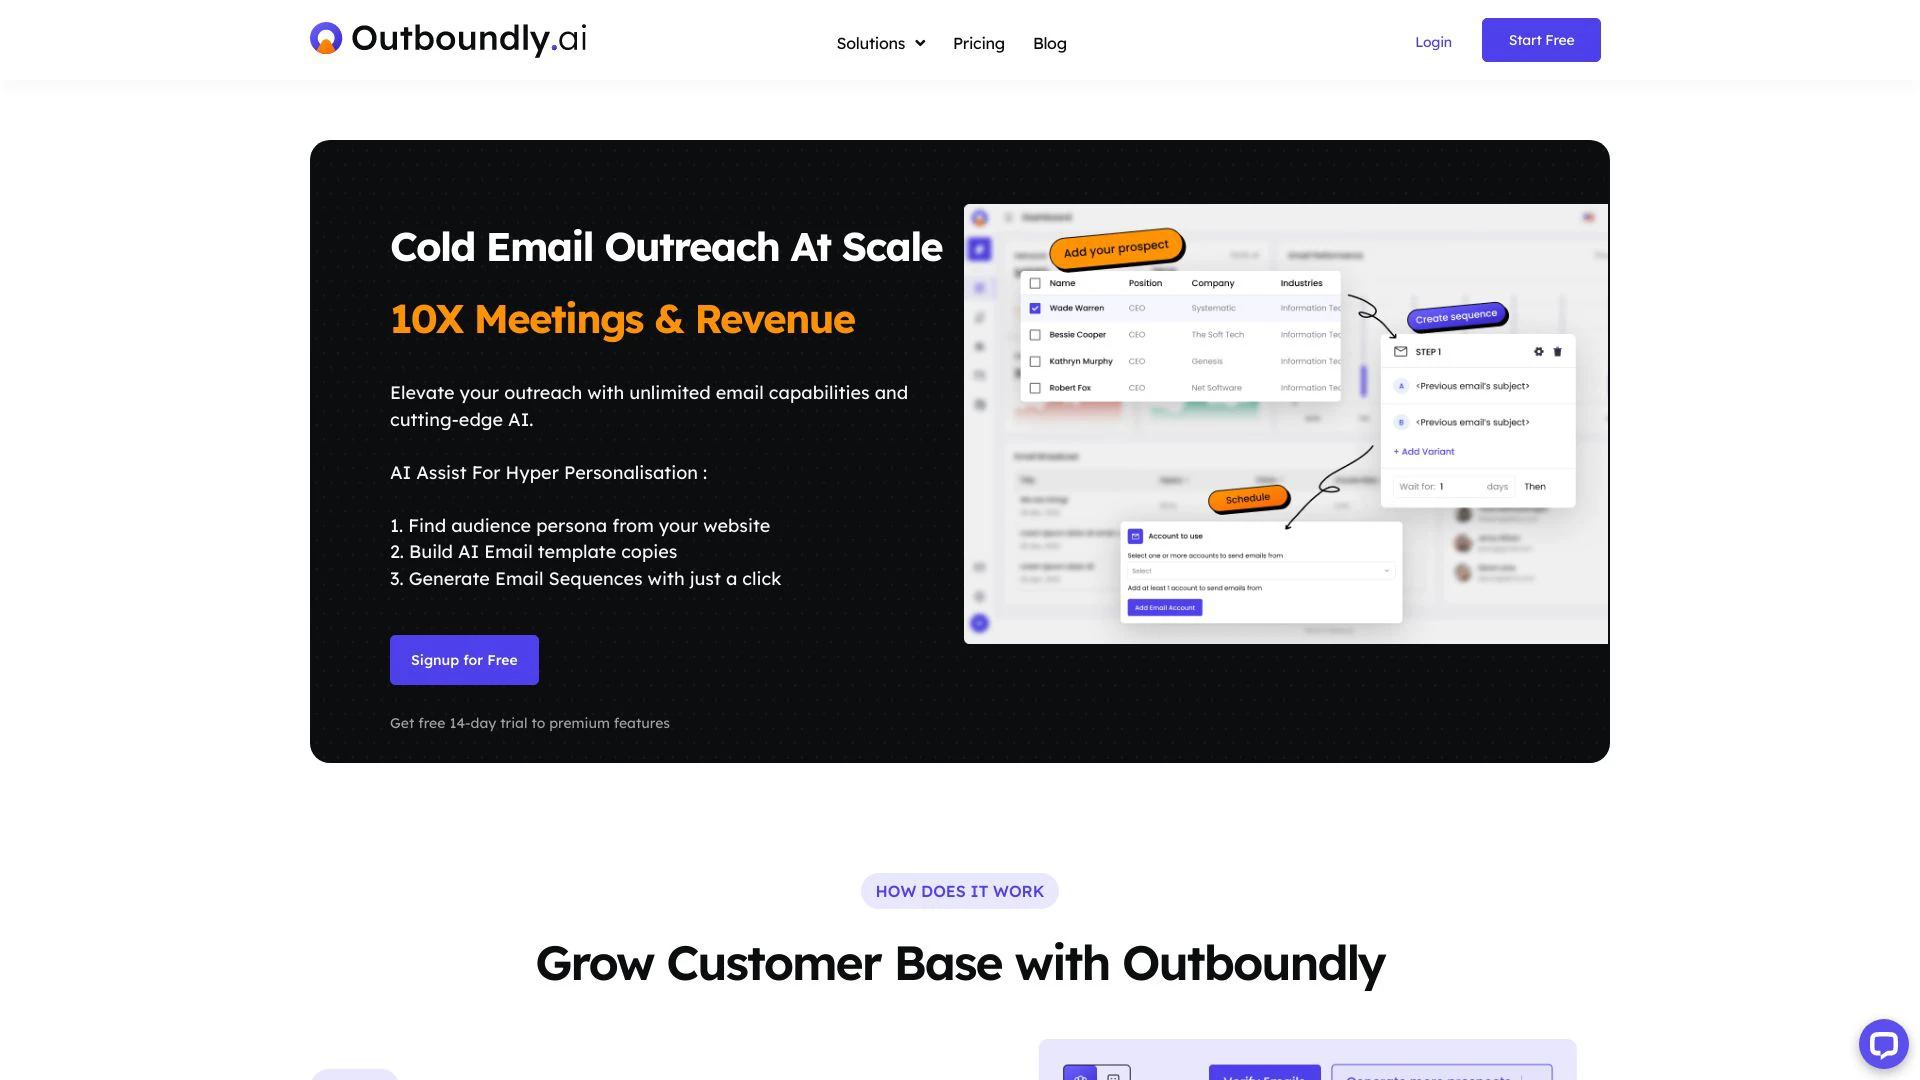 Outboundly.ai
Solutions
Pricing
Blog
Login
Start Free
Cold Email Outreach At Scale
10X Meetings & Revenue
Elevate your outreach with unlimited email capabilities and
cutting-edge AI.
AI Assist For Hyper Personalisation :
1. Find audience persona from your website
2. Build AI Email template copies
3. Generate Email Sequences with just a click
Signup for Free
Get free 14-day trial to premium features
Dashboard
Add your prospect
Name Position Company Industries
Wade Warren CEO Systematic Information Tec
Bessie Cooper CEO The Soft Tech Information Tec
Kathryn Murphy CEO Genesis Information Tec
Robert Fox CEO Net Software Information Tec
Create sequence
STEP 1
A <Previous email's subject>
B <Previous email's subject>
+ Add Variant
Wait for: 1 days Then
Schedule
Account to use
Select one or more accounts to send emails from
Select
Add at least 1 account to send emails from
Add Email Account
HOW DOES IT WORK
Grow Customer Base with Outboundly
Verify Emails
Generate more prospects